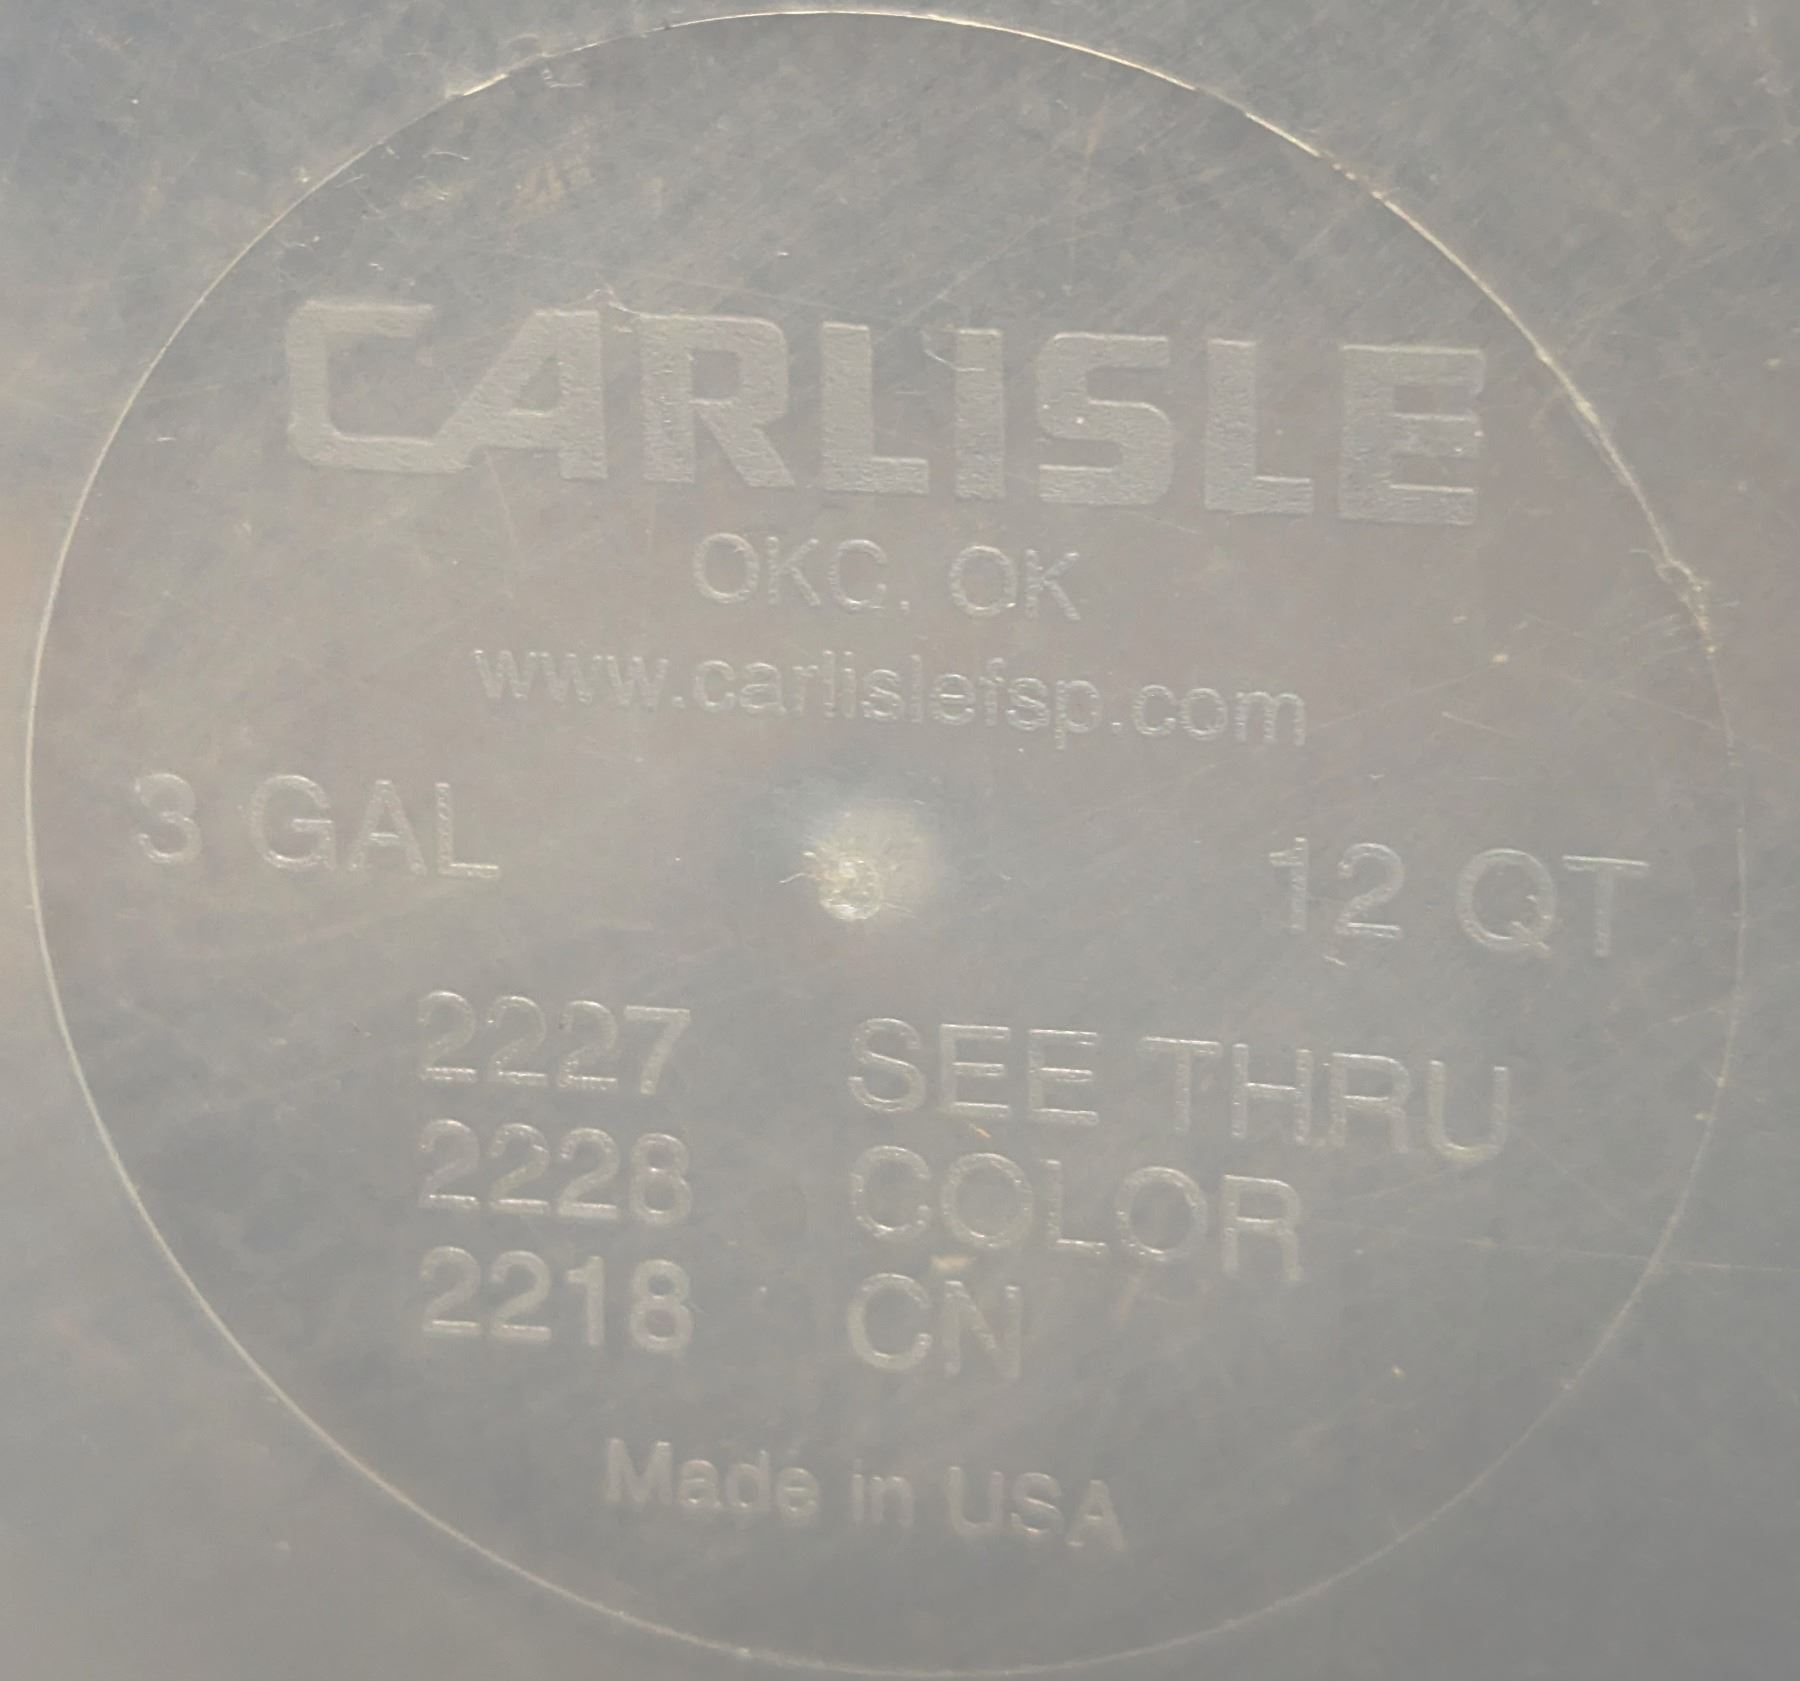 CARLISLE
OKC, OK
www.carlislefsp.com
3 GAL 12 QT
2227 SEE THRU
2228 COLOR
2218 CN
Made in USA